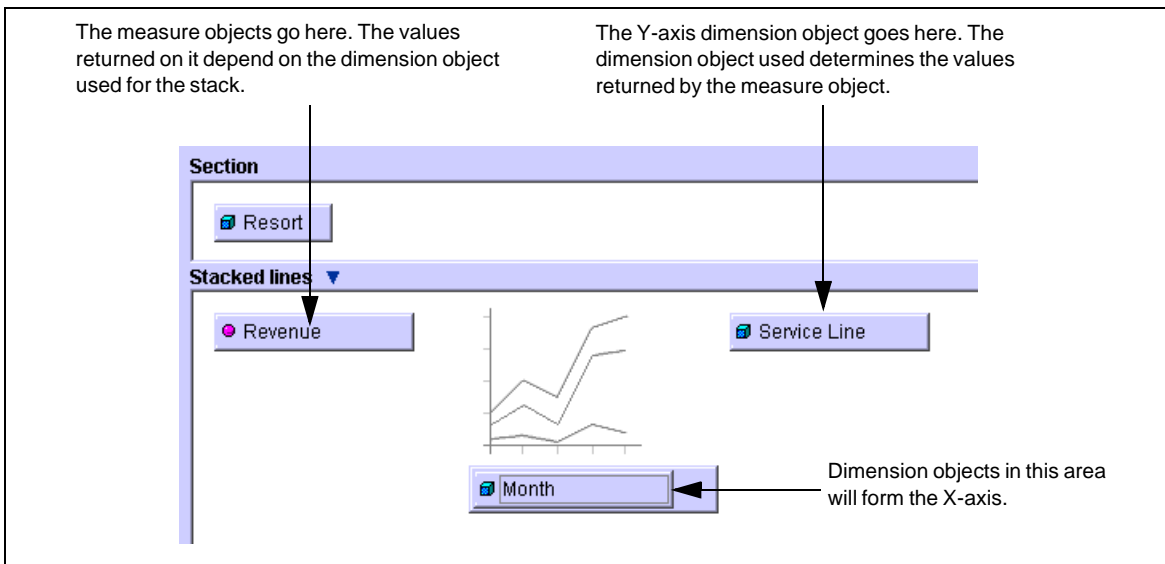 The measure objects go here. The values
returned on it depend on the dimension object
used for the stack.
The Y-axis dimension object goes here. The
dimension object used determines the values
returned by the measure object.
Section
Resort
Stacked lines
Revenue
Service Line
Month
Dimension objects in this area
will form the X-axis.